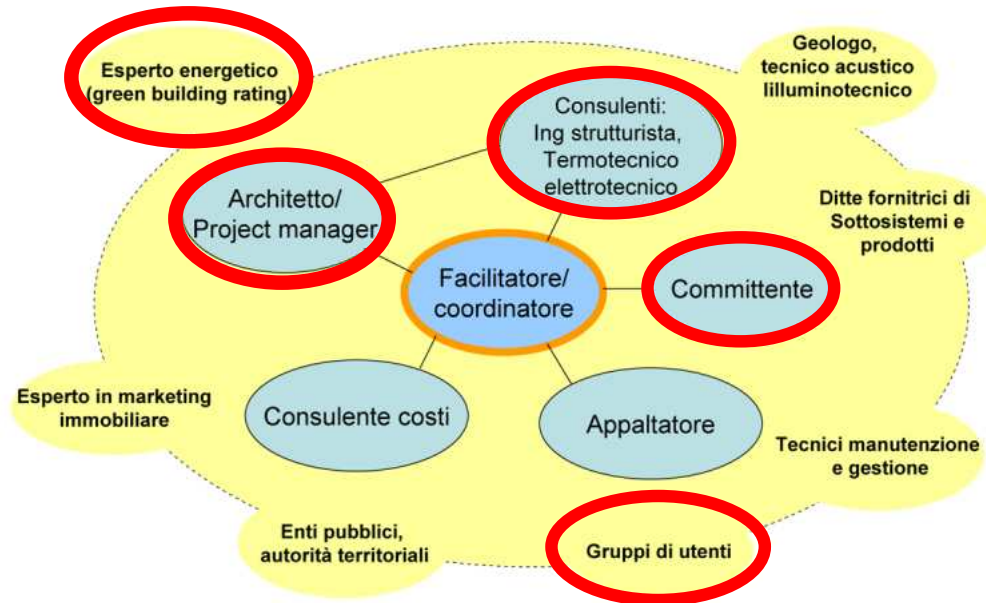 Esperto energetico
(green building rating)
Geologo,
tecnico acustico
lilluminotecnico
Consulenti:
Ing strutturista,
Termotecnico
elettrotecnico
Architetto/
Project manager
Ditte fornitrici di
Sottosistemi e
prodotti
Facilitatore/
coordinatore
Committente
Esperto in marketing
immobiliare
Consulente costi
Appaltatore
Tecnici manutenzione
e gestione
Enti pubblici,
autorità territoriali
Gruppi di utenti